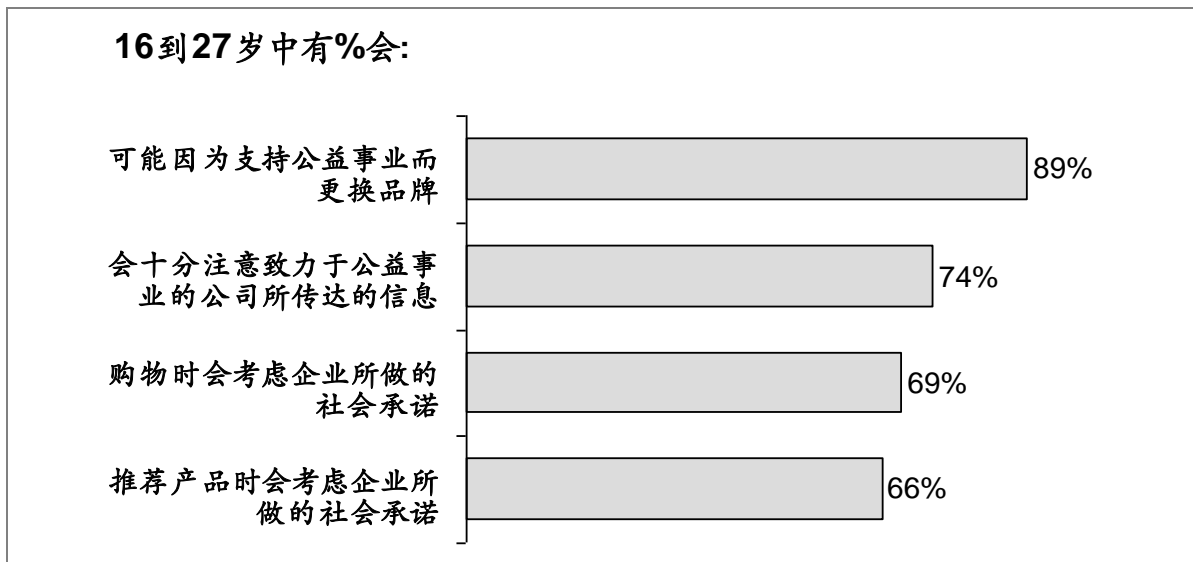 16到27岁中有%会:
可能因为支持公益事业而
更换品牌
89%
会十分注意致力于公益事
业的公司所传达的信息
74%
购物时会考虑企业所做的
社会承诺
69%
推荐产品时会考虑企业所
做的社会承诺
66%